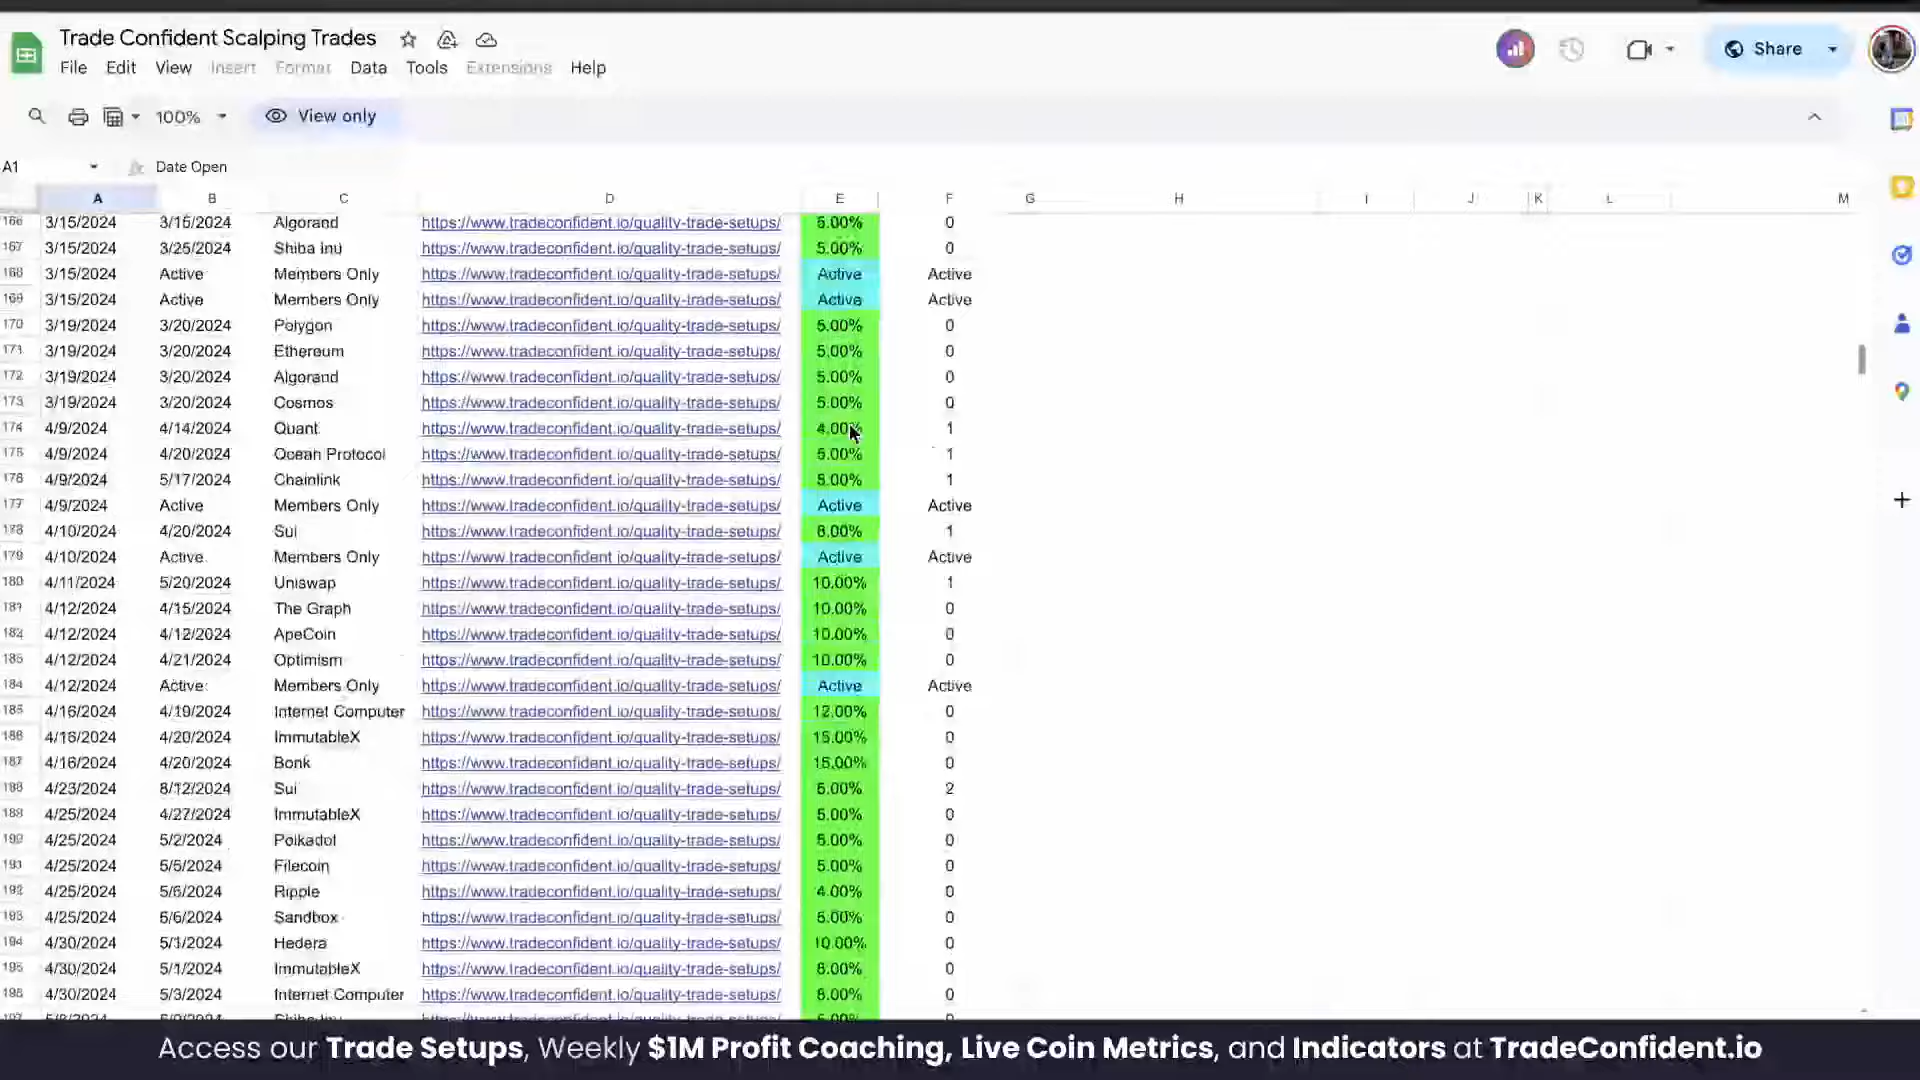 Trade Confident Scalping Trades
File Edit View Insert Format Data Tools Extensions Help
Share
100% View only
A1 Date Open
A B C D E F G H I J K L M
166 3/15/2024 3/15/2024 Algorand https://www.tradeconfident.io/quality-trade-setups/ 5.00% 0
167 3/15/2024 3/25/2024 Shiba Inu https://www.tradeconfident.io/quality-trade-setups/ 5.00% 0
168 3/15/2024 Active Members Only https://www.tradeconfident.io/quality-trade-setups/ Active Active
169 3/15/2024 Active Members Only https://www.tradeconfident.io/quality-trade-setups/ Active Active
170 3/19/2024 3/20/2024 Polygon https://www.tradeconfident.io/quality-trade-setups/ 5.00% 0
171 3/19/2024 3/20/2024 Ethereum https://www.tradeconfident.io/quality-trade-setups/ 5.00% 0
172 3/19/2024 3/20/2024 Algorand https://www.tradeconfident.io/quality-trade-setups/ 5.00% 0
173 3/19/2024 3/20/2024 Cosmos https://www.tradeconfident.io/quality-trade-setups/ 5.00% 0
174 4/9/2024 4/14/2024 Quant https://www.tradeconfident.io/quality-trade-setups/ 4.00% 1
175 4/9/2024 4/20/2024 Ocean Protocol https://www.tradeconfident.io/quality-trade-setups/ 5.00% 1
176 4/9/2024 5/17/2024 Chainlink https://www.tradeconfident.io/quality-trade-setups/ 1
177 4/9/2024 Active Members Only https://www.tradeconfident.io/quality-trade-setups/ Active Active
178 4/10/2024 4/20/2024 Sui https://www.tradeconfident.io/quality-trade-setups/ 1
179 4/10/2024 Active Members Only https://www.tradeconfident.io/quality-trade-setups/ Active Active
180 4/11/2024 5/20/2024 Uniswap https://www.tradeconfident.io/quality-trade-setups/ 10.00% 1
181 4/12/2024 4/15/2024 The Graph https://www.tradeconfident.io/quality-trade-setups/ 10.00% 0
182 4/12/2024 4/12/2024 ApeCoin https://www.tradeconfident.io/quality-trade-setups/ 10.00% 0
183 4/12/2024 4/21/2024 Optimism https://www.tradeconfident.io/quality-trade-setups/ 10.00% 0
184 4/12/2024 Active Members Only https://www.tradeconfident.io/quality-trade-setups/ Active Active
185 4/16/2024 4/19/2024 Internet Computer https://www.tradeconfident.io/quality-trade-setups/ 12.00% 0
186 4/16/2024 4/20/2024 ImmutableX https://www.tradeconfident.io/quality-trade-setups/ 15.00% 0
187 4/16/2024 4/20/2024 Bonk https://www.tradeconfident.io/quality-trade-setups/ 15.00% 0
188 4/23/2024 Sui https://www.tradeconfident.io/quality-trade-setups/ 2
189 4/25/2024 4/27/2024 ImmutableX https://www.tradeconfident.io/quality-trade-setups/ 5.00% 0
190 4/25/2024 5/2/2024 Polkadot https://www.tradeconfident.io/quality-trade-setups/ 5.00% 0
191 4/25/2024 5/5/2024 Filecoin https://www.tradeconfident.io/quality-trade-setups/ 5.00% 0
192 4/25/2024 5/6/2024 Ripple https://www.tradeconfident.io/quality-trade-setups/ 4.00% 0
193 4/25/2024 5/6/2024 Sandbox https://www.tradeconfident.io/quality-trade-setups/ 5.00% 0
194 4/30/2024 5/1/2024 Hedera https://www.tradeconfident.io/quality-trade-setups/ 10.00% 0
195 4/30/2024 5/1/2024 ImmutableX https://www.tradeconfident.io/quality-trade-setups/ 8.00% 0
196 4/30/2024 5/3/2024 Internet Computer https://www.tradeconfident.io/quality-trade-setups/ 8.00% 0
Access our Trade Setups, Weekly $1M Profit Coaching, Live Coin Metrics, and Indicators at TradeConfident.io